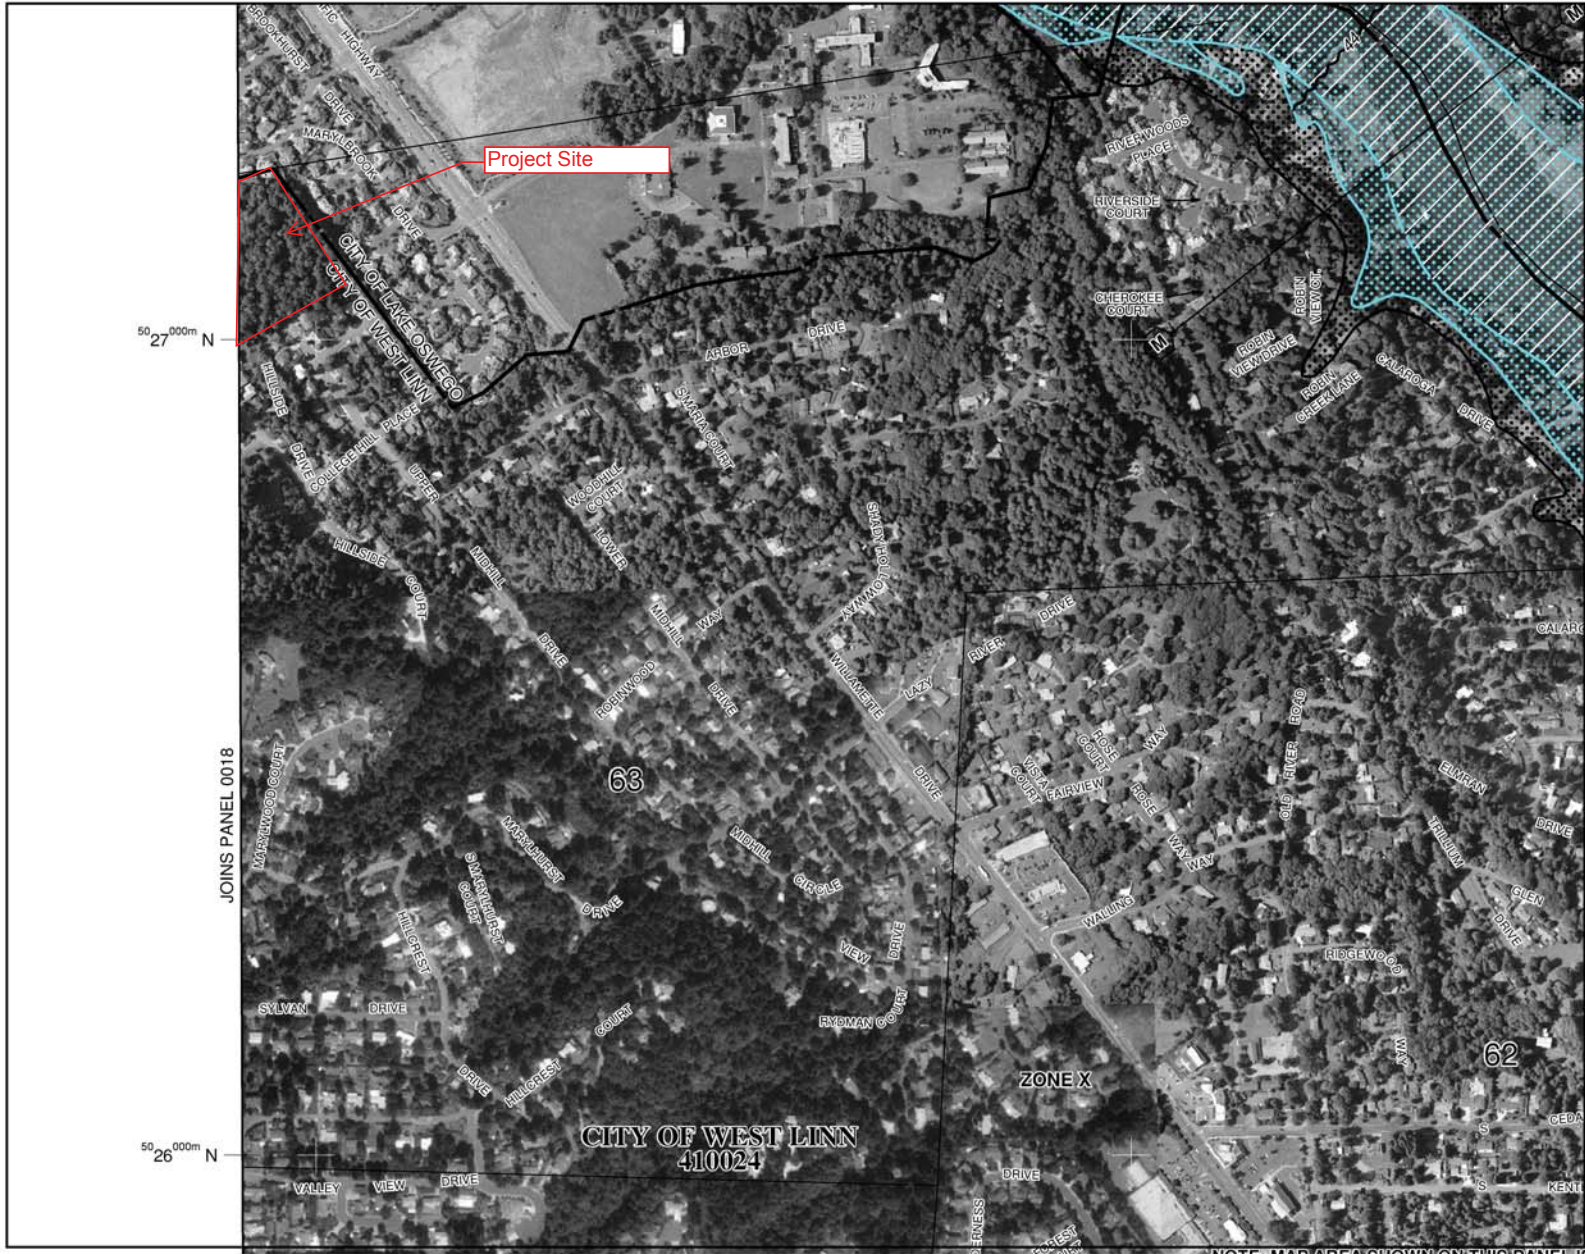 BROOKHURST
DRIVE
FIC HIGHWAY
MARYLBROOK
DRIVE
Project Site
RIVER WOODS
PLACE
RIVERSIDE
COURT
44
M
CITY OF LAKE OSWEGO
CITY OF WEST LINN
CHEROKEE
COURT
ROBIN
VIEW CT.
M
5027000m N
ARBOR DRIVE
ROBIN
VIEW DRIVE
ROBIN
CREEK LANE
CALAROGA
DRIVE
HILLSIDE
DRIVE
COLLEGE HILL PLACE
UPPER
MIDHILL
DRIVE
S MARIA COURT
WOODHILL
COURT
LOWER
MIDHILL
DRIVE
SHADY HOLLOW WAY
HILLSIDE
COURT
ROBINWOOD
WAY
WILLAMETTE
DRIVE
LAZY
RIVER
DRIVE
CALARO
OLD RIVER ROAD
ROSE
COURT
VISTA
COURT
FAIRVIEW
WAY
ROSE
WAY
ELMRAN
DRIVE
TRILLIUM
MARYLWOOD COURT
JOINS PANEL 0018
63
MARYLHURST
DRIVE
S MARYLHURST
COURT
MIDHILL
CIRCLE
WALLING
WAY
GLEN
DRIVE
HILLCREST
DRIVE
VIEW
DRIVE
RYDMAN COURT
RIDGEWOOD
WAY
SYLVAN DRIVE
HILLCREST
COURT
ZONE X
62
CITY OF WEST LINN
410024
5026000m N
VALLEY VIEW DRIVE
DRIVE
S
CEDA
S
KENT
ERNESS
FOREST